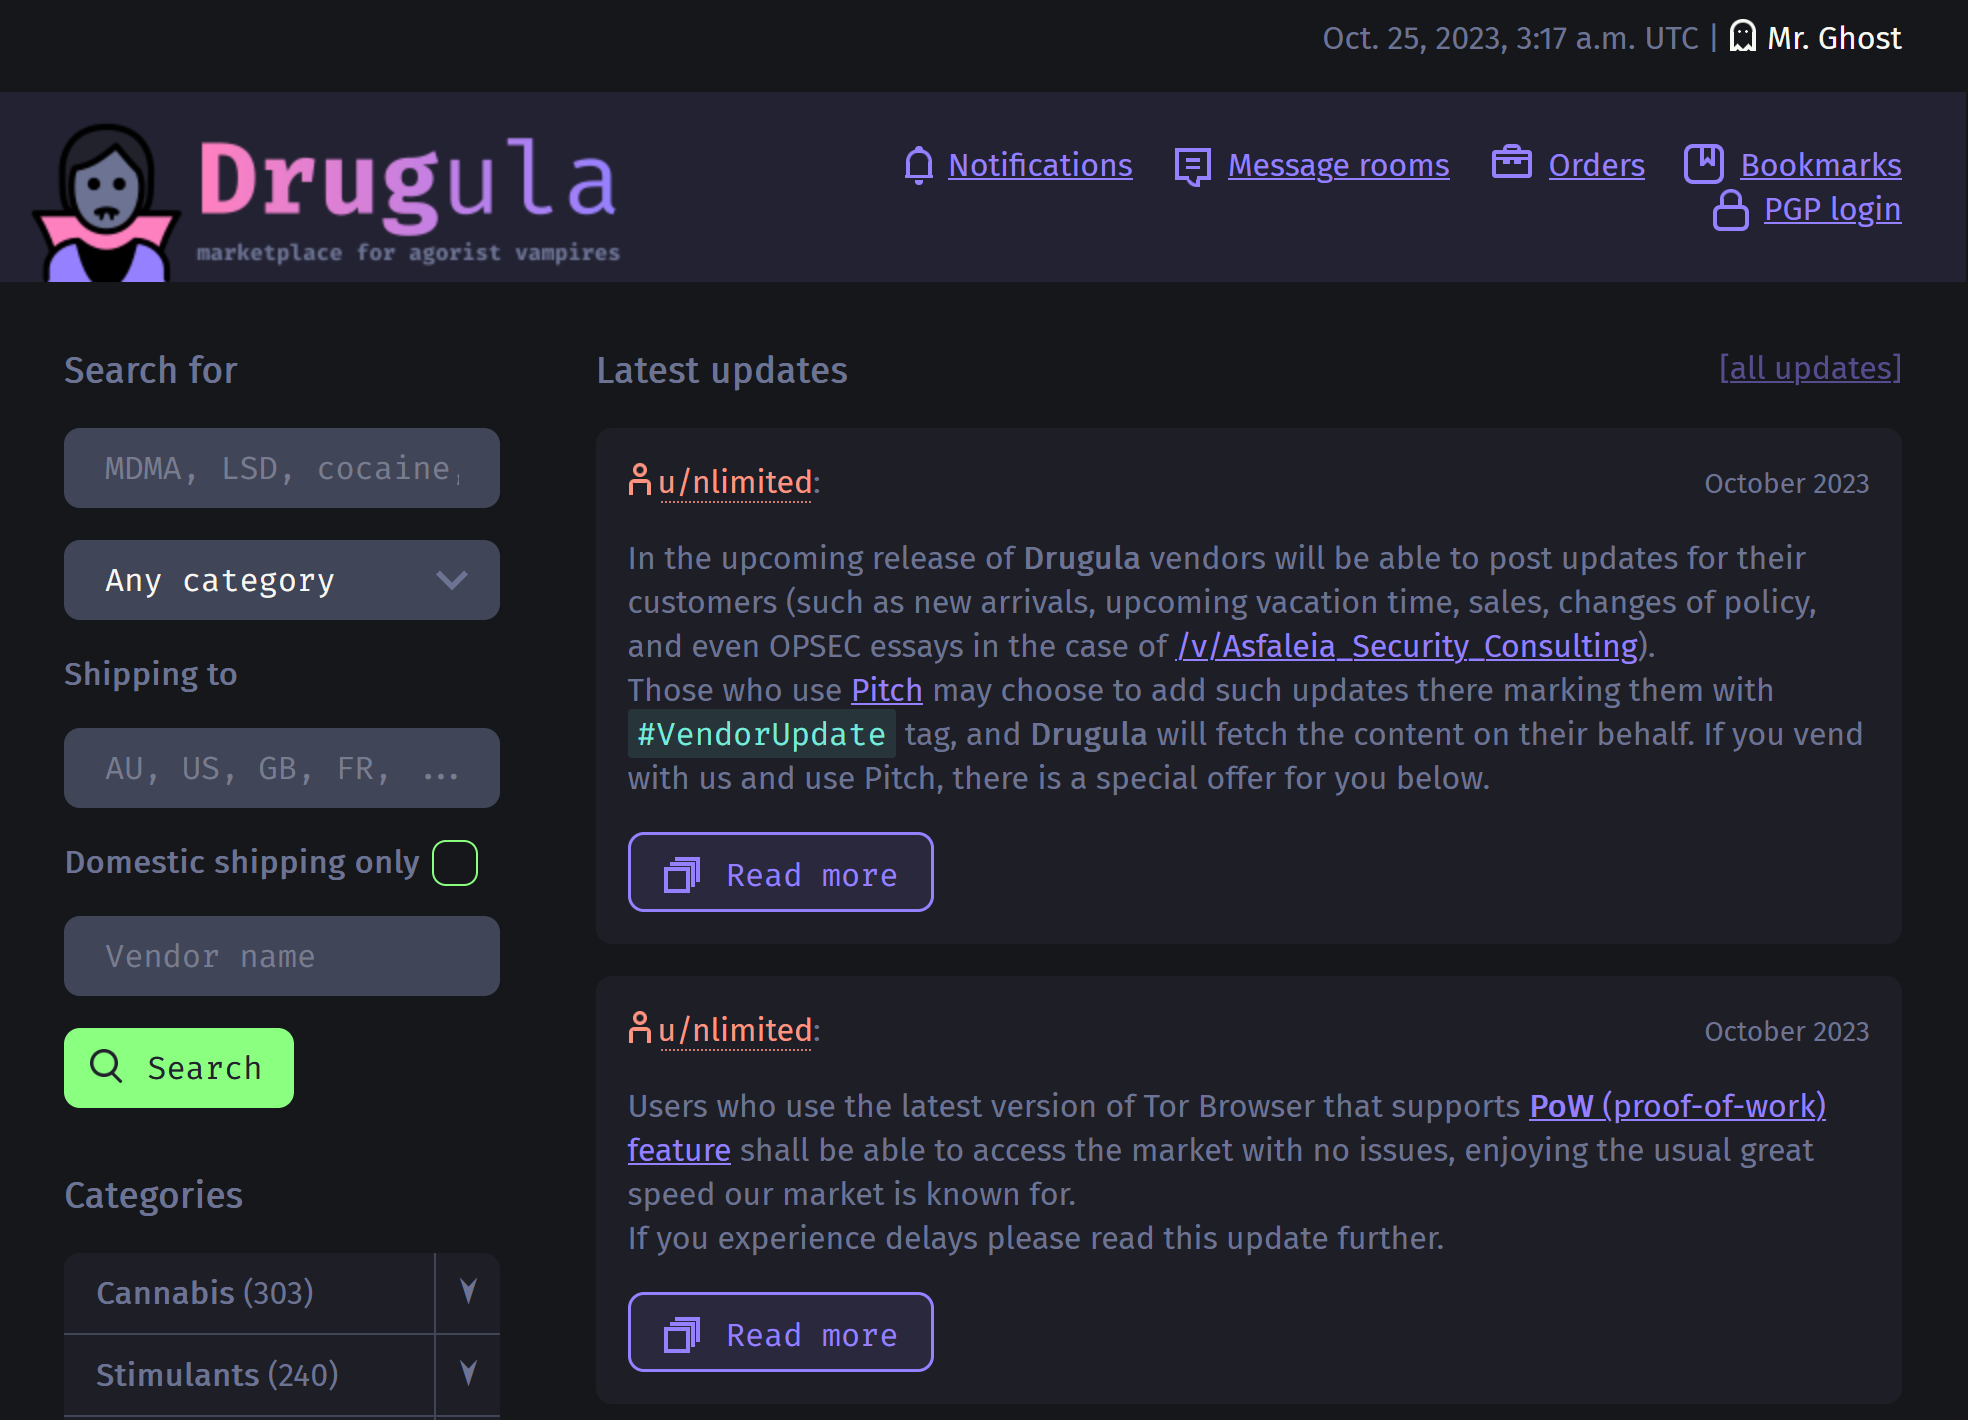 Oct. 25, 2023, 3:17 a.m. UTC | Mr. Ghost
Drugula
marketplace for agorist vampires
Notifications
Message rooms
Orders
Bookmarks
PGP login
Search for
MDMA, LSD, cocaine,
Any category
Shipping to
AU, US, GB, FR, ...
Domestic shipping only
Vendor name
Search
Categories
Cannabis (303)
Stimulants (240)
Latest updates
[all updates]
u/nlimited:
October 2023
In the upcoming release of Drugula vendors will be able to post updates for their
customers (such as new arrivals, upcoming vacation time, sales, changes of policy,
and even OPSEC essays in the case of /v/Asfaleia_Security_Consulting).
Those who use Pitch may choose to add such updates there marking them with
#VendorUpdate tag, and Drugula will fetch the content on their behalf. If you vend
with us and use Pitch, there is a special offer for you below.
Read more
u/nlimited:
October 2023
Users who use the latest version of Tor Browser that supports PoW (proof-of-work)
feature shall be able to access the market with no issues, enjoying the usual great
speed our market is known for.
If you experience delays please read this update further.
Read more